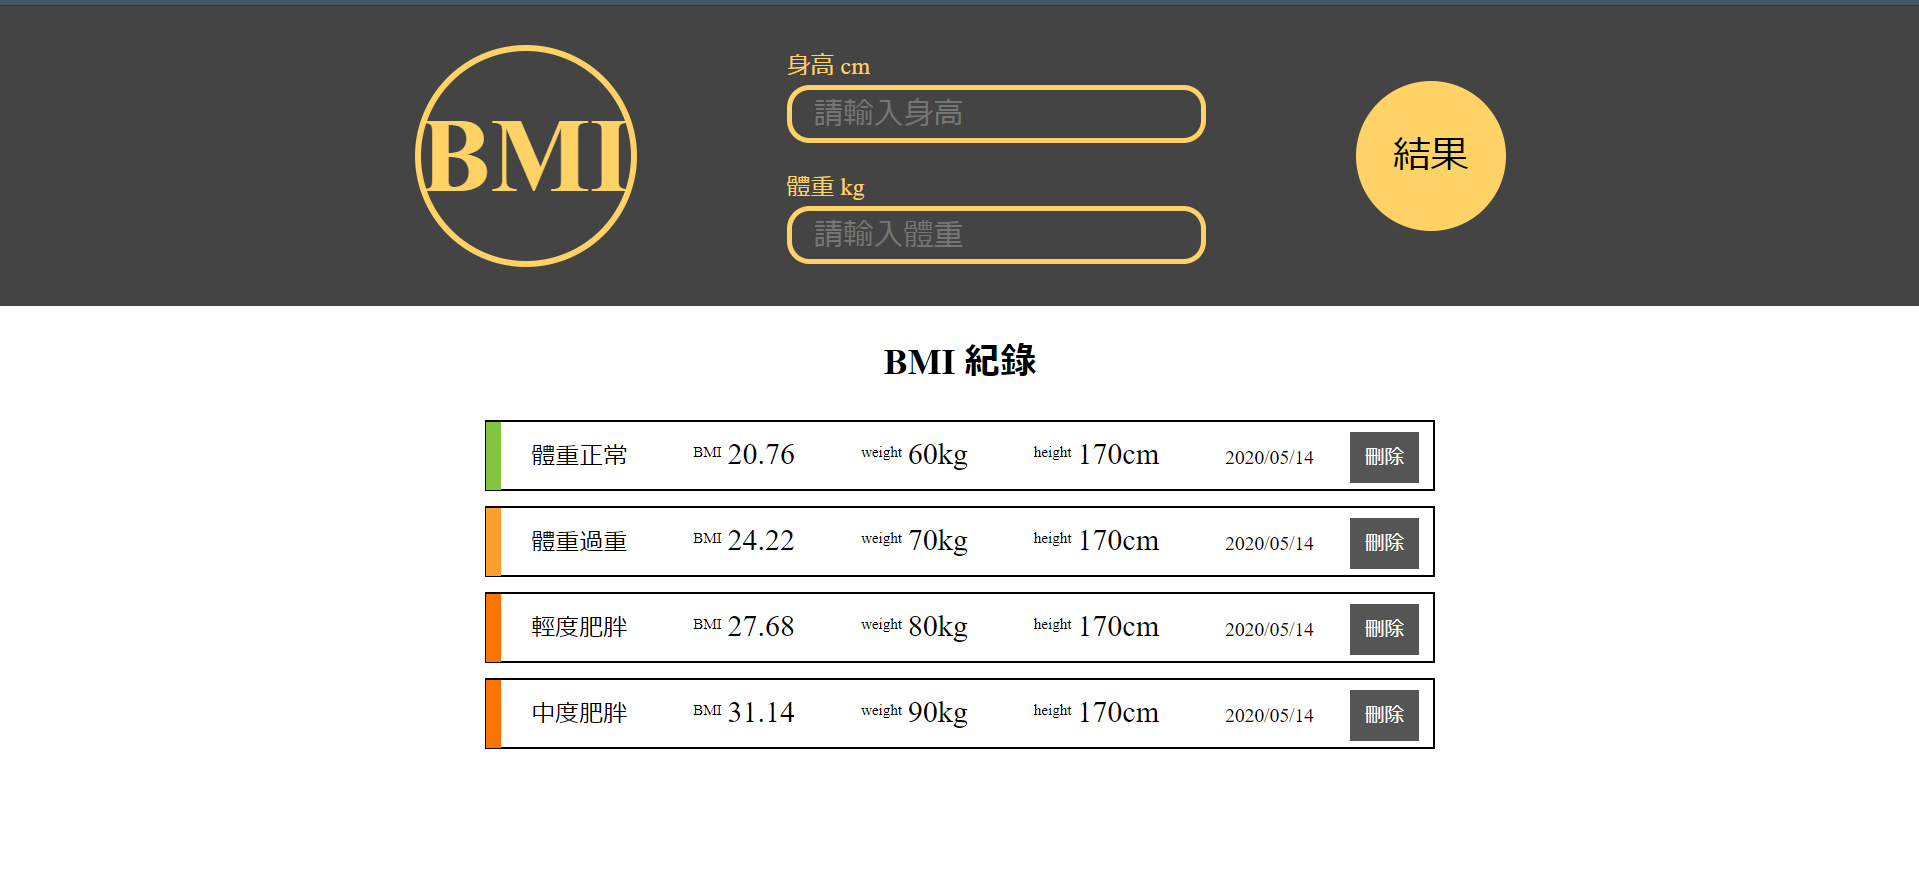 BMI
身高 cm
請輸入身高
體重 kg
請輸入體重
結果
BMI 紀錄
體重正常 BMI 20.76 weight 60kg height 170cm 2020/05/14 刪除
體重過重 BMI 24.22 weight 70kg height 170cm 2020/05/14 刪除
輕度肥胖 BMI 27.68 weight 80kg height 170cm 2020/05/14 刪除
中度肥胖 BMI 31.14 weight 90kg height 170cm 2020/05/14 刪除